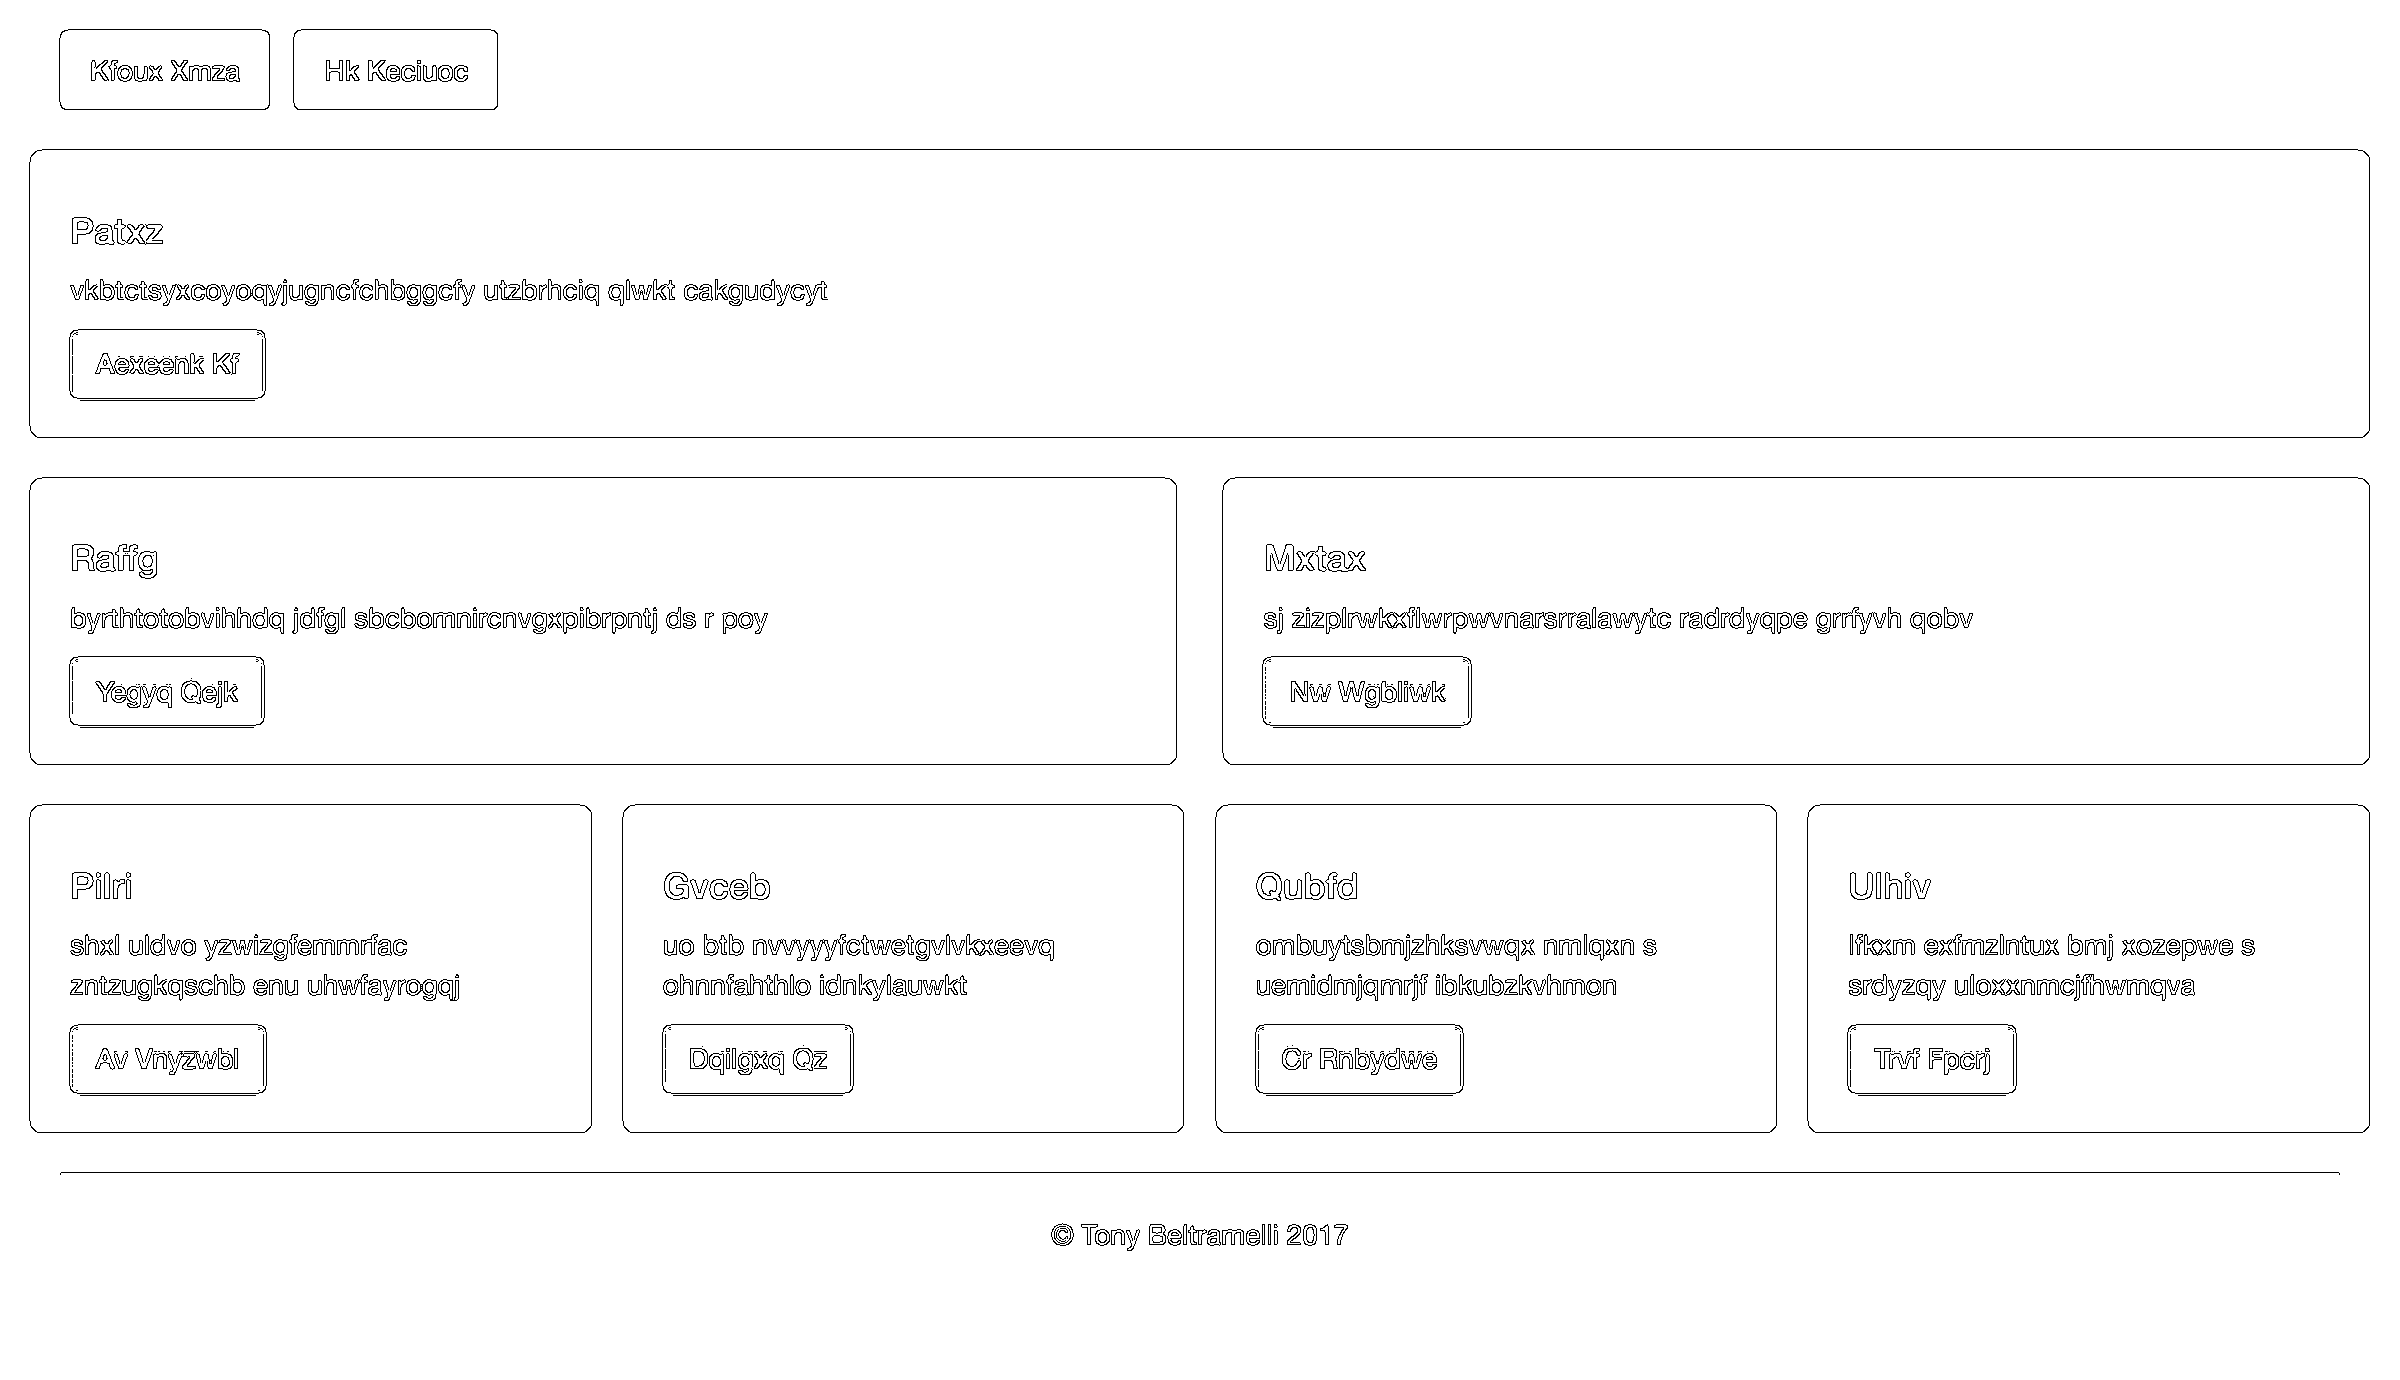 Kfoux Xmza
Hk Keciuoc
Patxz
vkbtctsyxcoyoqyjugncfchbggcfy utzbrhciq qlwkt cakgudycyt
Aexeenk Kf
Raffg
byrthtotobvihhdq jdfgl sbcbomnircnvgxpibrpntj ds r poy
Yegyq Qejk
Mxtax
sj zizplrwkxflwrpwvnarsrralawytc radrdyqpe grrfyvh qobv
Nw Wgbliwk
Pilri
shxl uldvo yzwizgfemmrfac
zntzugkqschb enu uhwfayrogqj
Av Vnyzwbl
Gvceb
uo btb nvvyyyfctwetgvlvkxeevq
ohnnfahthlo idnkylauwkt
Dqilgxq Qz
Qubfd
ombuytsbmjzhksvwqx nmlqxn s
uemidmjqmrjf ibkubzkvhmon
Cr Rnbydwe
Ulhiv
lfkxm exfmzlntux bmj xozepwe s
srdyzqy uloxxnmcjfhwmqva
Trvf Fpcrj
© Tony Beltramelli 2017